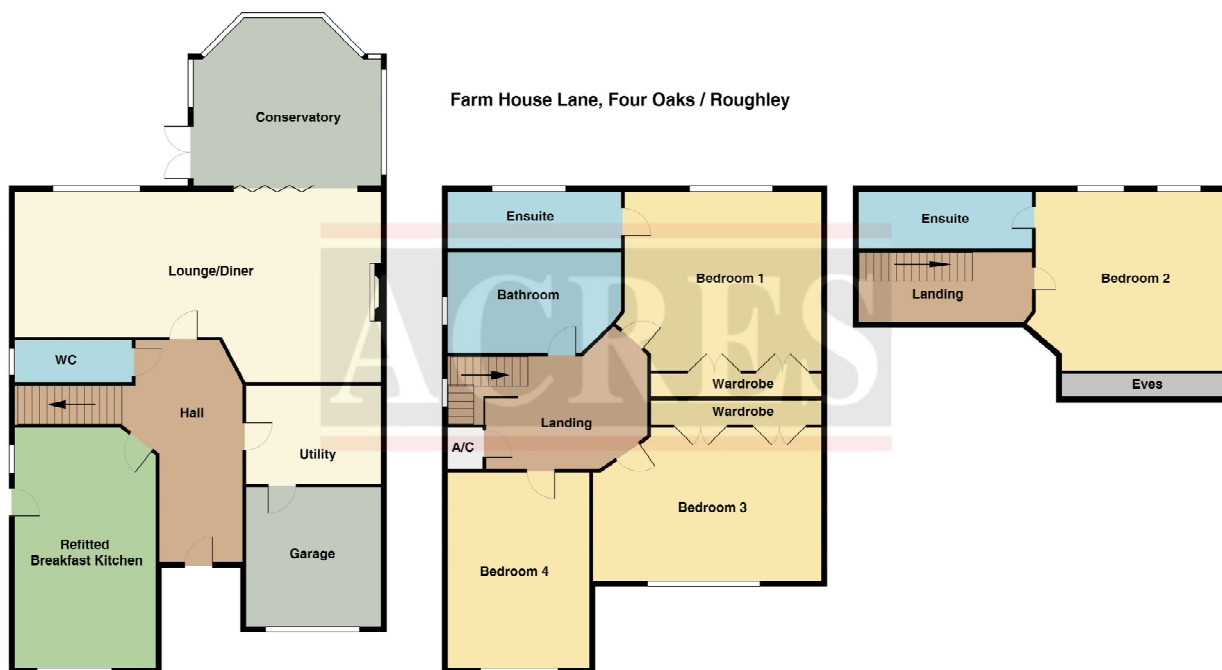 Farm House Lane, Four Oaks / Roughley
Conservatory
Lounge/Diner
WC
Hall
Utility
Refitted
Breakfast Kitchen
Garage
Ensuite
Bathroom
Bedroom 1
Wardrobe
Wardrobe
Landing
A/C
Bedroom 3
Bedroom 4
Ensuite
Landing
Bedroom 2
Eves
ACRES